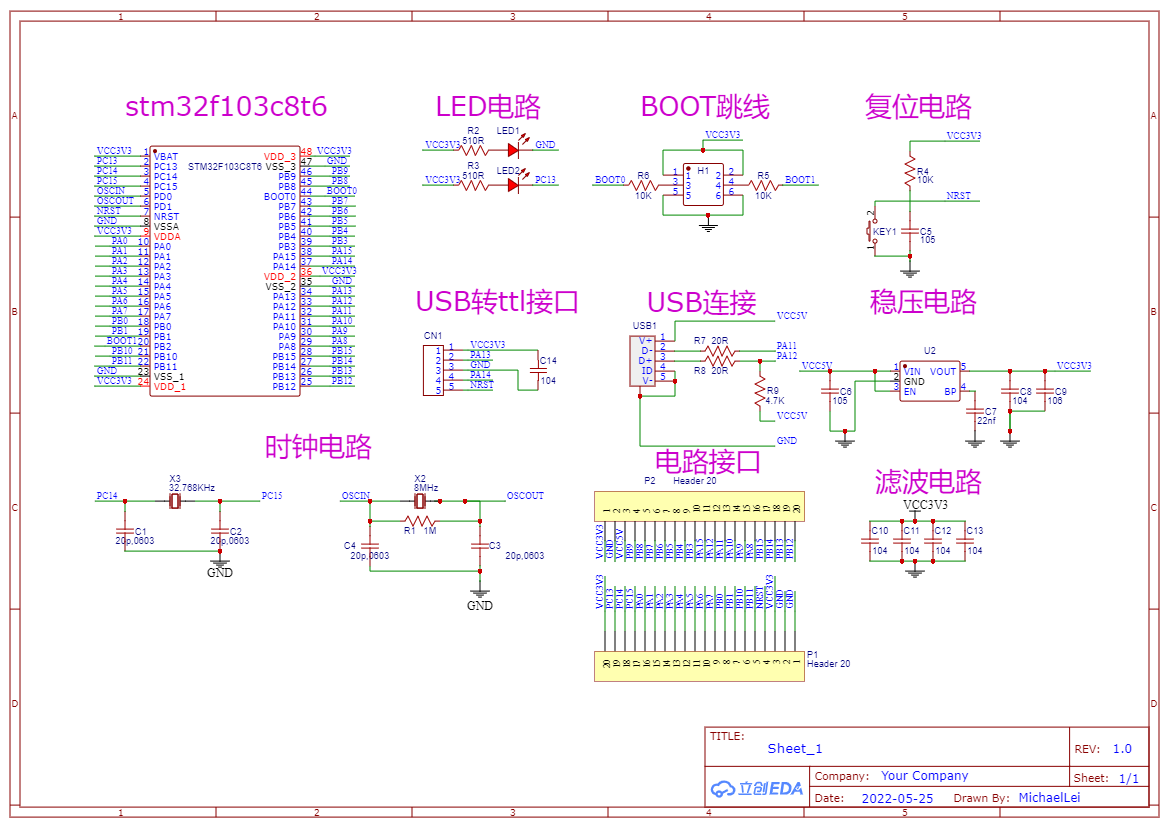 1 2 3 4 5
A A
B B
C C
D D
stm32f103c8t6
LED电路
BOOT跳线
复位电路
STM32F103C8T6
VCC3V3 1 VBAT
PC13 2 PC13
PC14 3 PC14
PC15 4 PC15
OSCIN 5 PD0
OSCOUT 6 PD1
NRST 7 NRST
GND 8 VSSA
VCC3V3 9 VDDA
PA0 10 PA0
PA1 11 PA1
PA2 12 PA2
PA3 13 PA3
PA4 14 PA4
PA5 15 PA5
PA6 16 PA6
PA7 17 PA7
PB0 18 PB0
PB1 19 PB1
BOOT1 20 PB2
PB10 21 PB10
PB11 22 PB11
GND 23 VSS_1
VCC3V3 24 VDD_1
VDD_3 48 VCC3V3
VSS_3 47 GND
PB9 46 PB9
PB8 45 PB8
BOOT0 44 BOOT0
PB7 43 PB7
PB6 42 PB6
PB5 41 PB5
PB4 40 PB4
PB3 39 PB3
PA15 38 PA15
PA14 37 PA14
VDD_2 36 VCC3V3
VSS_2 35 GND
PA13 34 PA13
PA12 33 PA12
PA11 32 PA11
PA10 31 PA10
PA9 30 PA9
PA8 29 PA8
PB15 28 PB15
PB14 27 PB14
PB13 26 PB13
PB12 25 PB12
R2 LED1
VCC3V3 510R GND
R3 LED2
VCC3V3 510R PC13
VCC3V3
H1
BOOT0 R6 10K
1 1 2 2
3 3 4 4
5 5 6 6
R5 10K BOOT1
VCC3V3
R4
10K
NRST
2
KEY1
1
C5
105
USB转ttl接口
USB连接
稳压电路
CN1
1 1 VCC3V3
2 2 PA13
3 3 GND
4 4 PA14
5 5 NRST
C14
104
USB1
V+ 1
D- 2
D+ 3
ID 4
V- 5
VCC5V
R7 20R PA11
R8 20R PA12
R9
4.7K
VCC5V
GND
U2
VCC5V
1 VIN VOUT 5 VCC3V3
2 GND
3 EN BP 4
C6
105
C7
22nf
C8
104
C9
106
时钟电路
电路接口
滤波电路
X3
32.768KHz
PC14 PC15
C1
20p,0603
C2
20p,0603
GND
X2
8MHz
OSCIN OSCOUT
R1 1M
C4
20p,0603
C3
20p,0603
GND
P2 Header 20
1 2 3 4 5 6 7 8 9 10 11 12 13 14 15 16 17 18 19 20
VCC3V3 GND VCC5V PB9 PB8 PB7 PB6 PB5 PB4 PB3 PA15 PA12 PA11 PA10 PA9 PA8 PB15 PB14 PB13 PB12
VCC3V3 PC13 PC14 PC15 PA0 PA1 PA2 PA3 PA4 PA5 PA6 PA7 PB0 PB1 PB10 PB11 NRST VCC3V3 GND GND
20 19 18 17 16 15 14 13 12 11 10 9 8 7 6 5 4 3 2 1
P1
Header 20
VCC3V3
C10 C11 C12 C13
104 104 104 104
TITLE:
Sheet_1
REV: 1.0
立创EDA
Company: Your Company
Sheet: 1/1
Date: 2022-05-25 Drawn By: MichaelLei
1 2 3 4 5